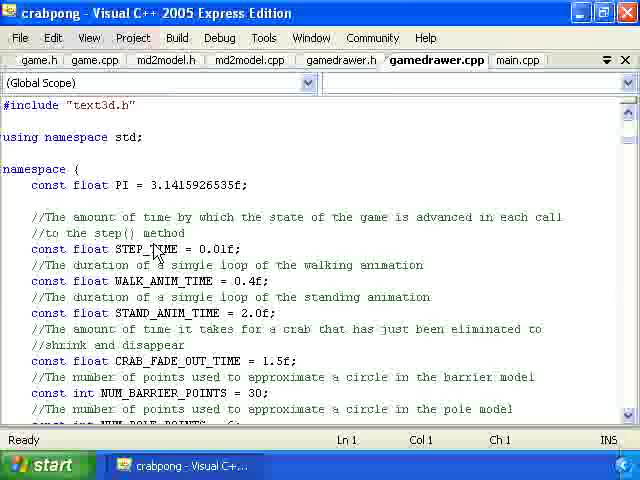 crabpong - Visual C++ 2005 Express Edition
File Edit View Project Build Debug Tools Window Community Help
game.h game.cpp md2model.h md2model.cpp gamedrawer.h gamedrawer.cpp main.cpp
(Global Scope)
#include "text3d.h"
using namespace std;
namespace {
const float PI = 3.1415926535f;
//The amount of time by which the state of the game is advanced in each call
//to the step() method
const float STEP_TIME = 0.01f;
//The duration of a single loop of the walking animation
const float WALK_ANIM_TIME = 0.4f;
//The duration of a single loop of the standing animation
const float STAND_ANIM_TIME = 2.0f;
//The amount of time it takes for a crab that has just been eliminated to
//shrink and disappear
const float CRAB_FADE_OUT_TIME = 1.5f;
//The number of points used to approximate a circle in the barrier model
const int NUM_BARRIER_POINTS = 30;
//The number of points used to approximate a circle in the pole model
const int NUM_POLE_POINTS = 6;
Ready Ln 1 Col 1 Ch 1 INS
start crabpong - Visual C++...